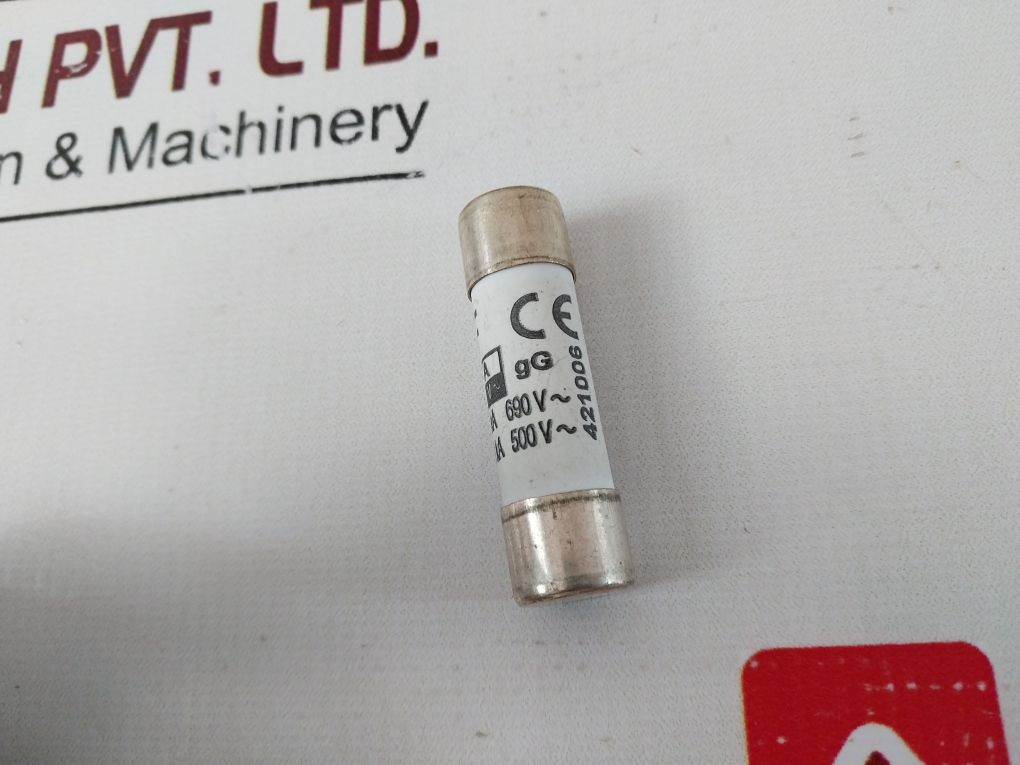 PVT. LTD.
& Machinery
CE
gG
690 V~
500 V~
421006